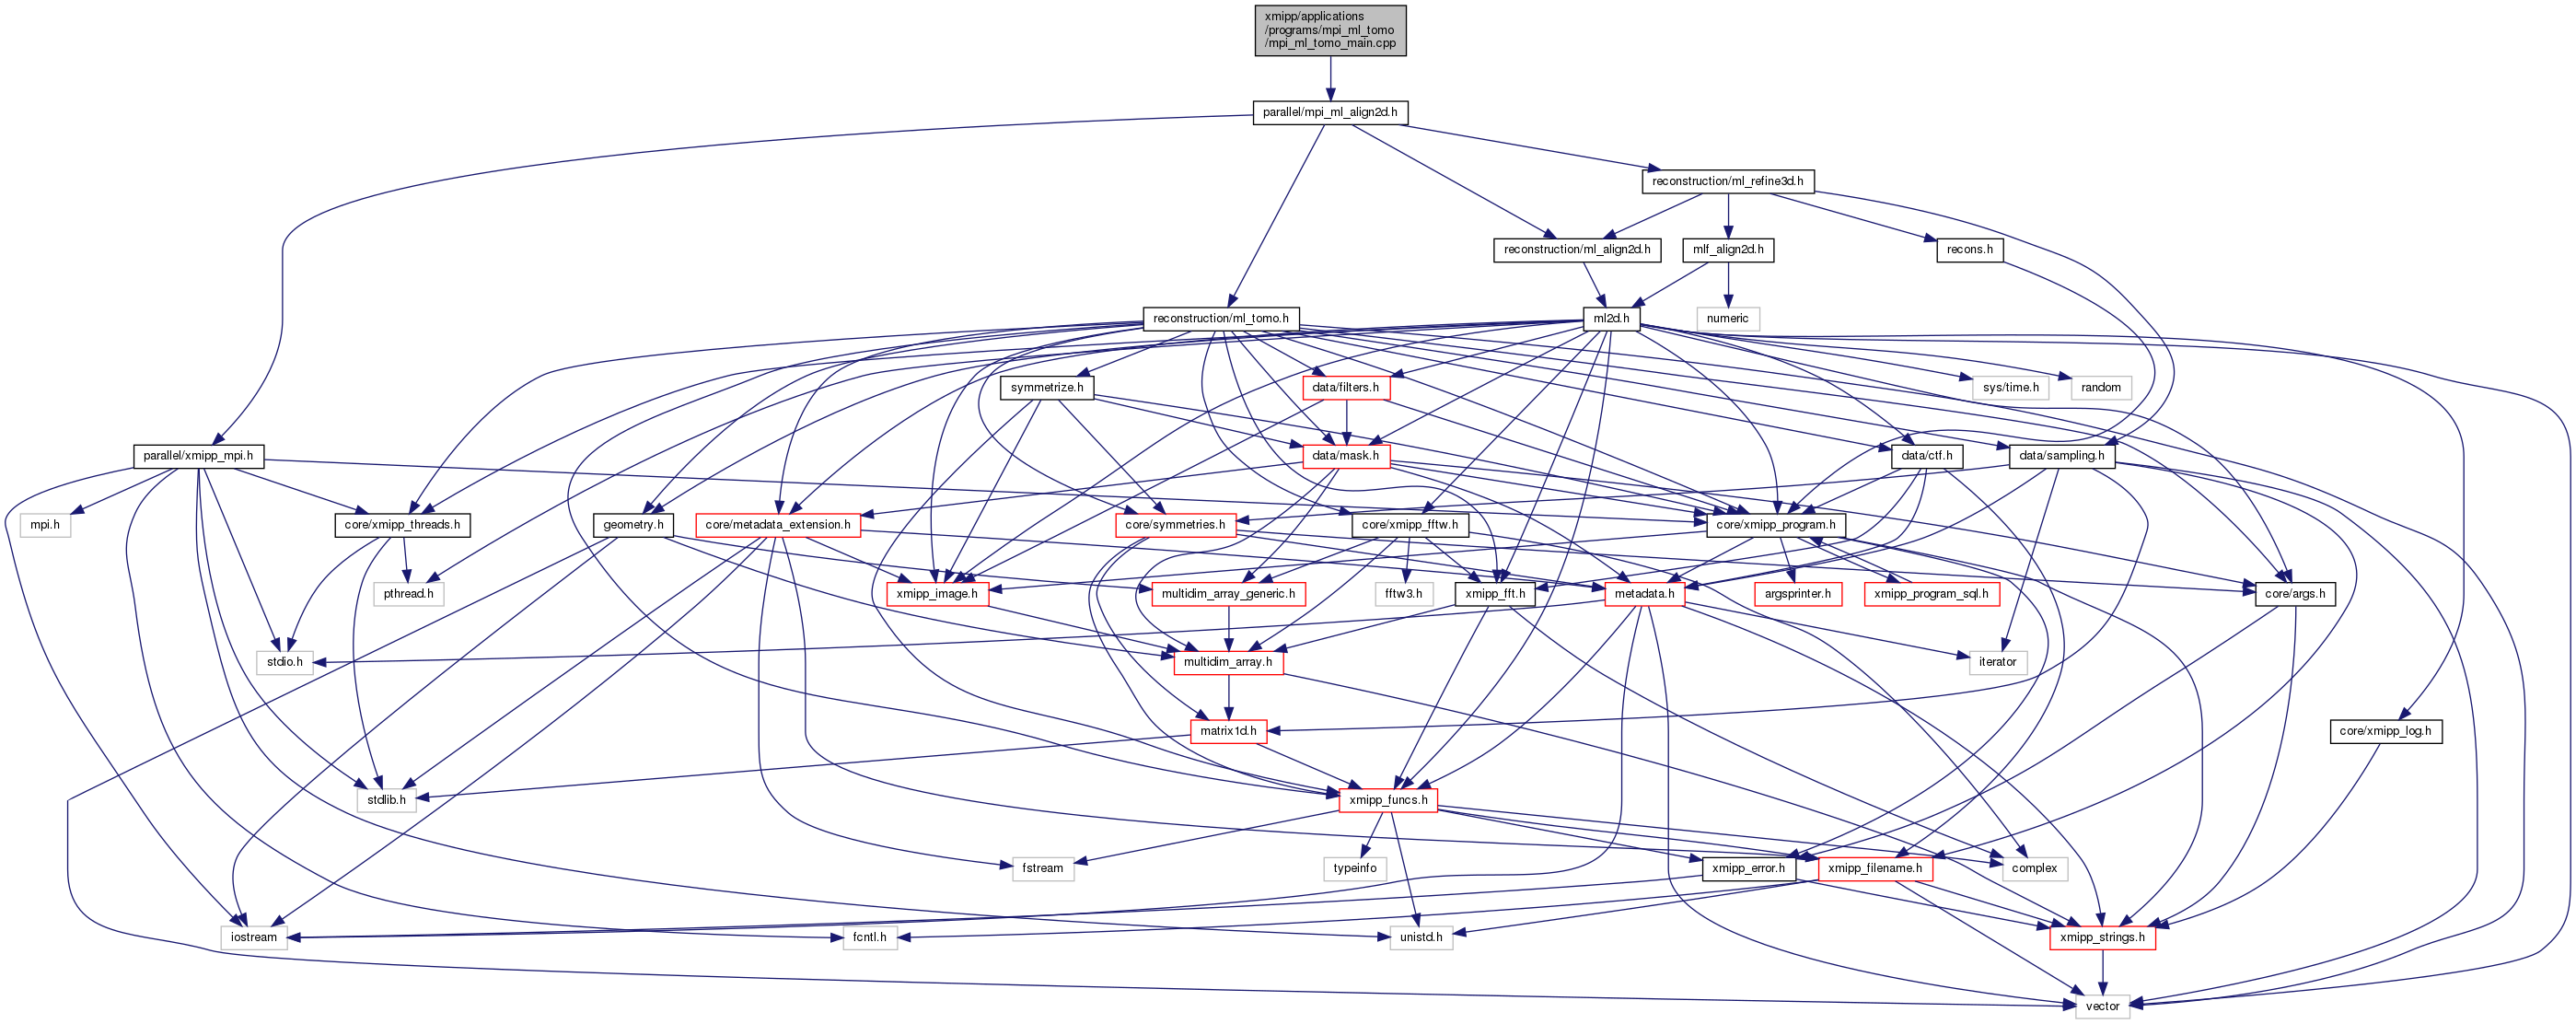 xmipp/applications
/programs/mpi_ml_tomo
/mpi_ml_tomo_main.cpp
parallel/mpi_ml_align2d.h
reconstruction/ml_refine3d.h
reconstruction/ml_align2d.h
mlf_align2d.h
recons.h
reconstruction/ml_tomo.h
ml2d.h
numeric
symmetrize.h
data/filters.h
sys/time.h
random
parallel/xmipp_mpi.h
data/mask.h
data/ctf.h
data/sampling.h
mpi.h
core/xmipp_threads.h
geometry.h
core/metadata_extension.h
core/symmetries.h
core/xmipp_fftw.h
core/xmipp_program.h
pthread.h
xmipp_image.h
multidim_array_generic.h
fftw3.h
xmipp_fft.h
metadata.h
argsprinter.h
xmipp_program_sql.h
core/args.h
stdio.h
multidim_array.h
iterator
matrix1d.h
core/xmipp_log.h
stdlib.h
xmipp_funcs.h
fstream
typeinfo
xmipp_error.h
xmipp_filename.h
complex
iostream
fcntl.h
unistd.h
xmipp_strings.h
vector